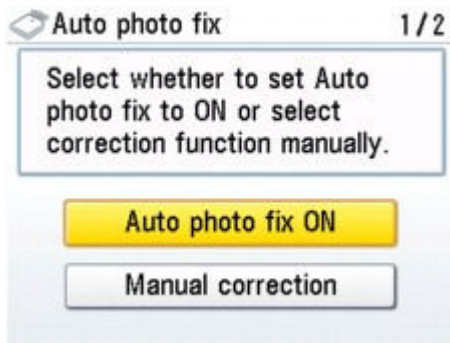 Auto photo fix 1/2
Select whether to set Auto
photo fix to ON or select
correction function manually.
Auto photo fix ON
Manual correction